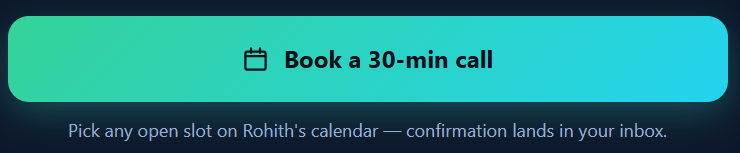 Book a 30-min call
Pick any open slot on Rohith's calendar — confirmation lands in your inbox.